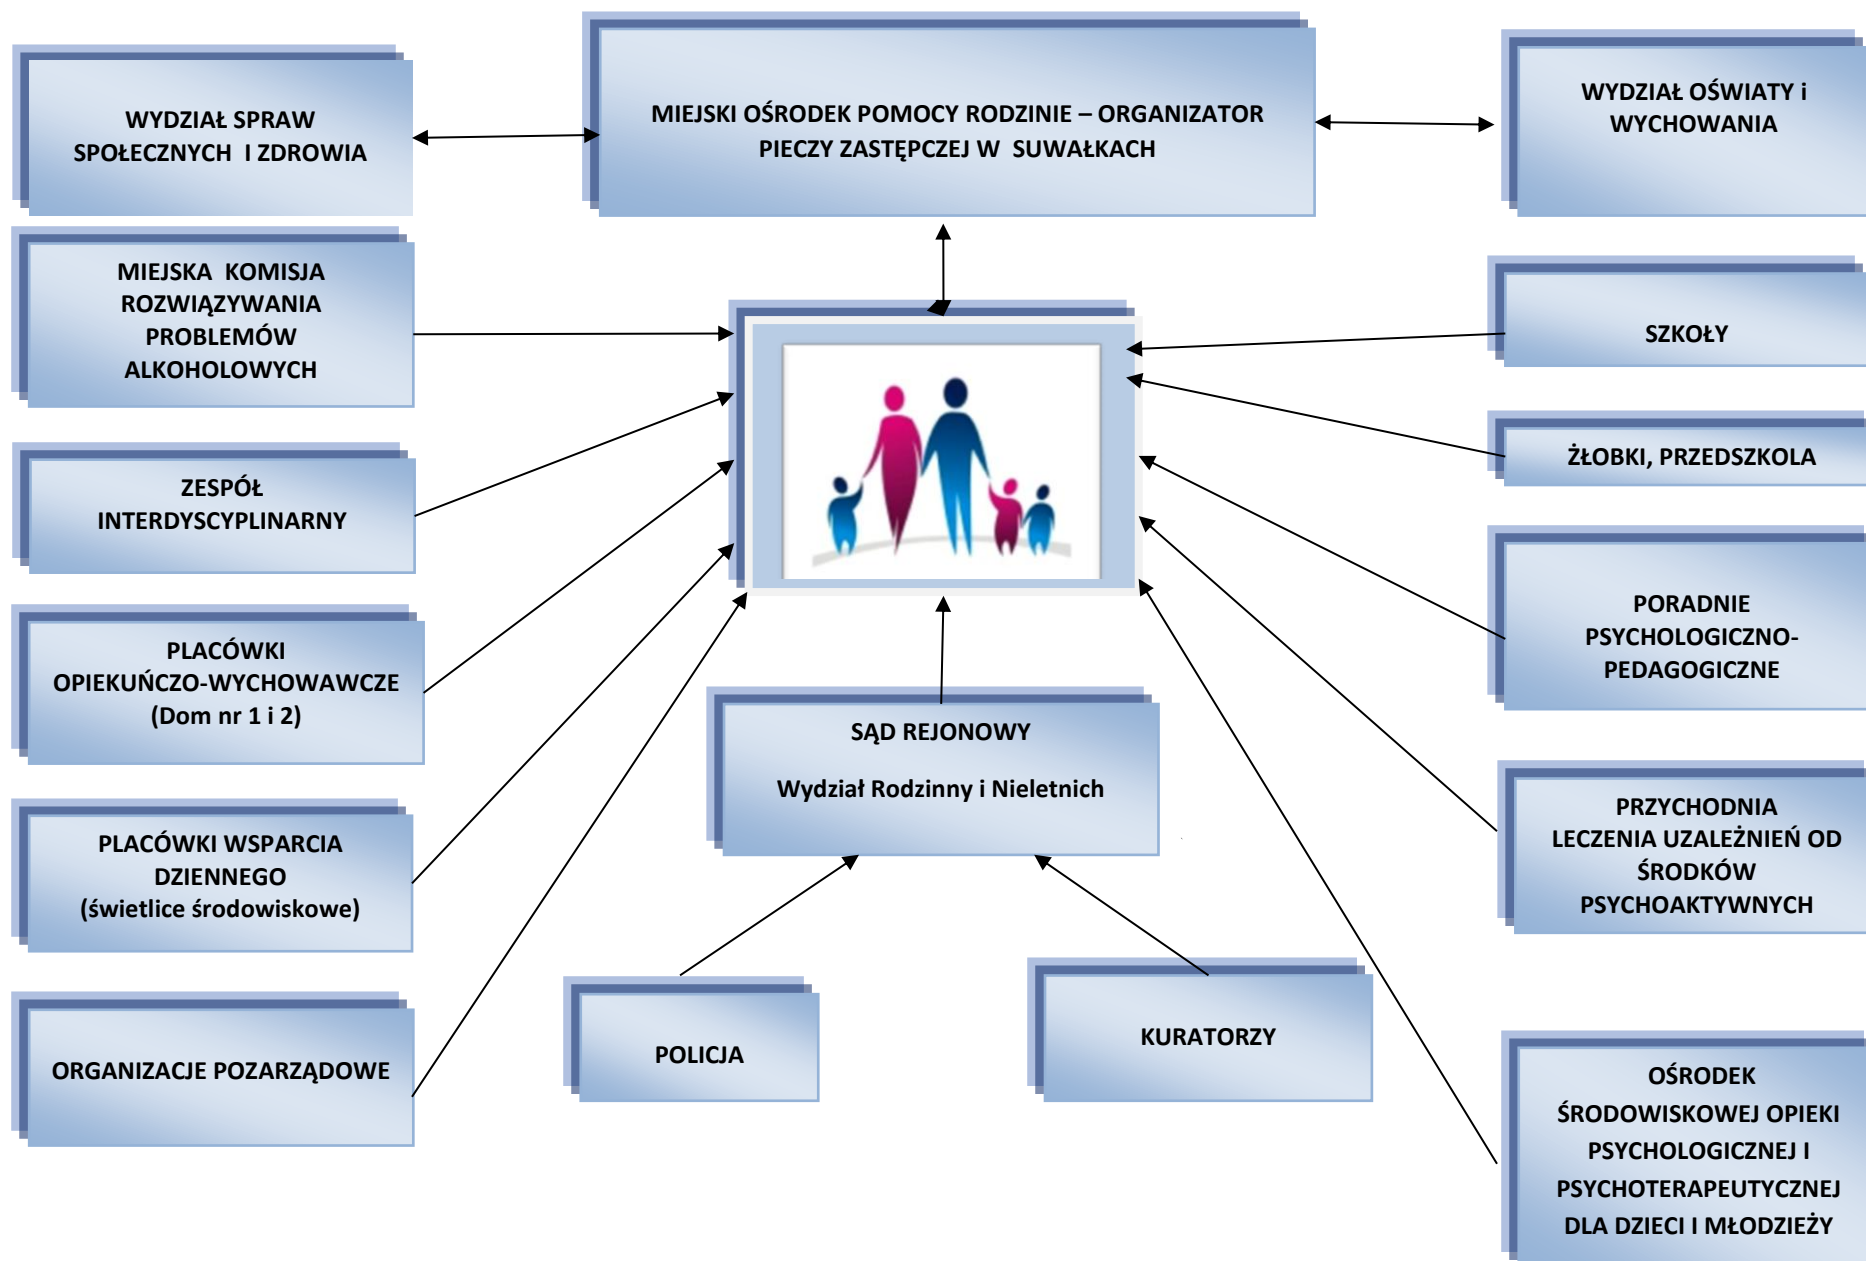 WYDZIAŁ SPRAW
SPOŁECZNYCH I ZDROWIA
MIEJSKI OŚRODEK POMOCY RODZINIE – ORGANIZATOR
PIECZY ZASTĘPCZEJ W SUWAŁKACH
WYDZIAŁ OŚWIATY i
WYCHOWANIA
MIEJSKA KOMISJA
ROZWIĄZYWANIA
PROBLEMÓW
ALKOHOLOWYCH
ZESPÓŁ
INTERDYSCYPLINARNY
PLACÓWKI
OPIEKUŃCZO-WYCHOWAWCZE
(Dom nr 1 i 2)
PLACÓWKI WSPARCIA
DZIENNEGO
(świetlice środowiskowe)
ORGANIZACJE POZARZĄDOWE
SĄD REJONOWY
Wydział Rodzinny i Nieletnich
POLICJA
KURATORZY
SZKOŁY
ŻŁOBKI, PRZEDSZKOLA
PORADNIE
PSYCHOLOGICZNO-
PEDAGOGICZNE
PRZYCHODNIA
LECZENIA UZALEŻNIEŃ OD
ŚRODKÓW
PSYCHOAKTYWNYCH
OŚRODEK
ŚRODOWISKOWEJ OPIEKI
PSYCHOLOGICZNEJ I
PSYCHOTERAPEUTYCZNEJ
DLA DZIECI I MŁODZIEŻY